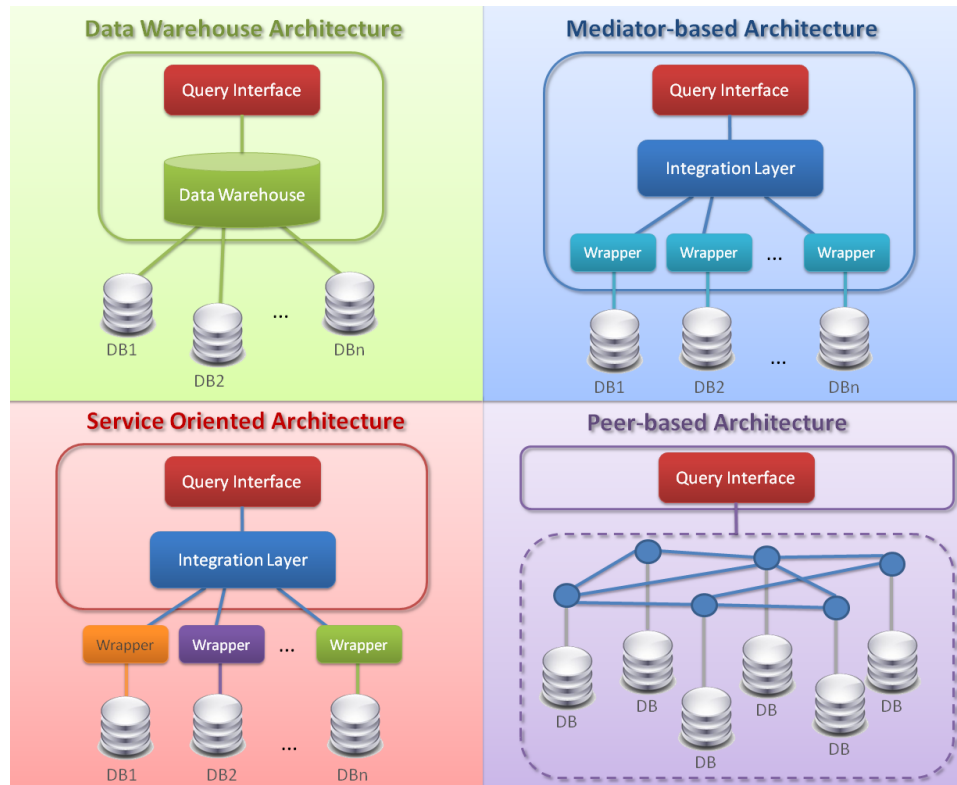 Data Warehouse Architecture
Query Interface
Data Warehouse
...
DB1
DB2
DBn
Mediator-based Architecture
Query Interface
Integration Layer
Wrapper
Wrapper
...
Wrapper
DB1
DB2
...
DBn
Service Oriented Architecture
Query Interface
Integration Layer
Wrapper
Wrapper
...
Wrapper
DB1
DB2
...
DBn
Peer-based Architecture
Query Interface
DB
DB
DB
DB
DB
DB